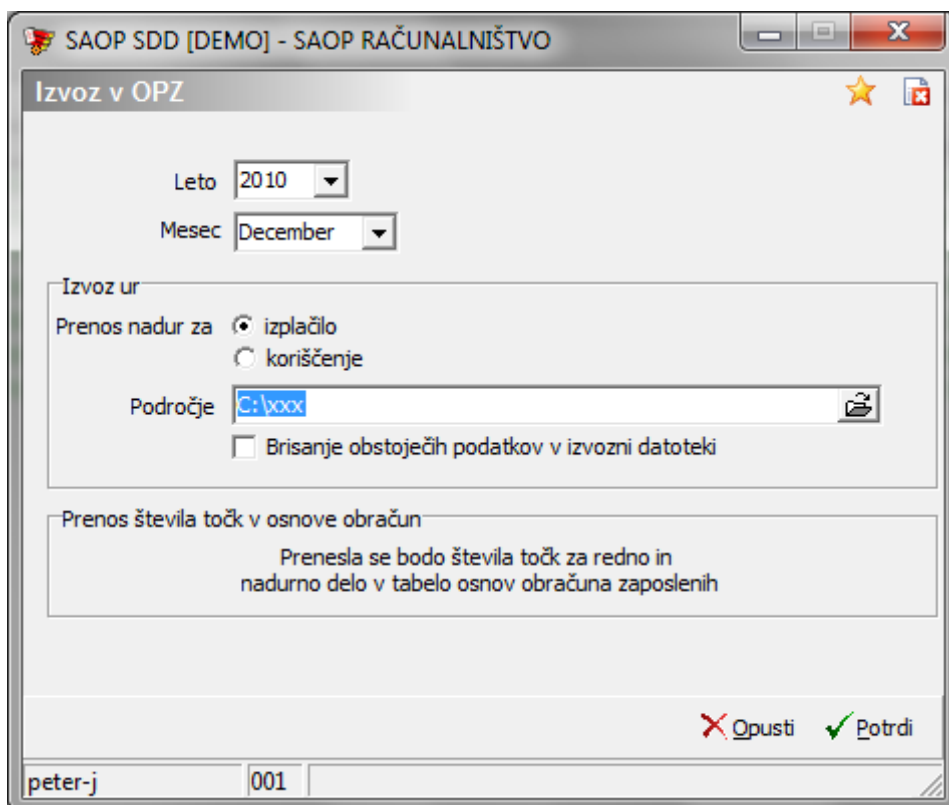 SAOP SDD [DEMO] - SAOP RAČUNALNIŠTVO
Izvoz v OPZ
Leto 2010
Mesec December
Izvoz ur
Prenos nadur za izplačilo
koriščenje
Področje C:\xxx
Brisanje obstoječih podatkov v izvozni datoteki
Prenos števila točk v osnove obračun
Prenesla se bodo števila točk za redno in
nadurno delo v tabelo osnov obračuna zaposlenih
Opusti Potrdi
peter-j 001